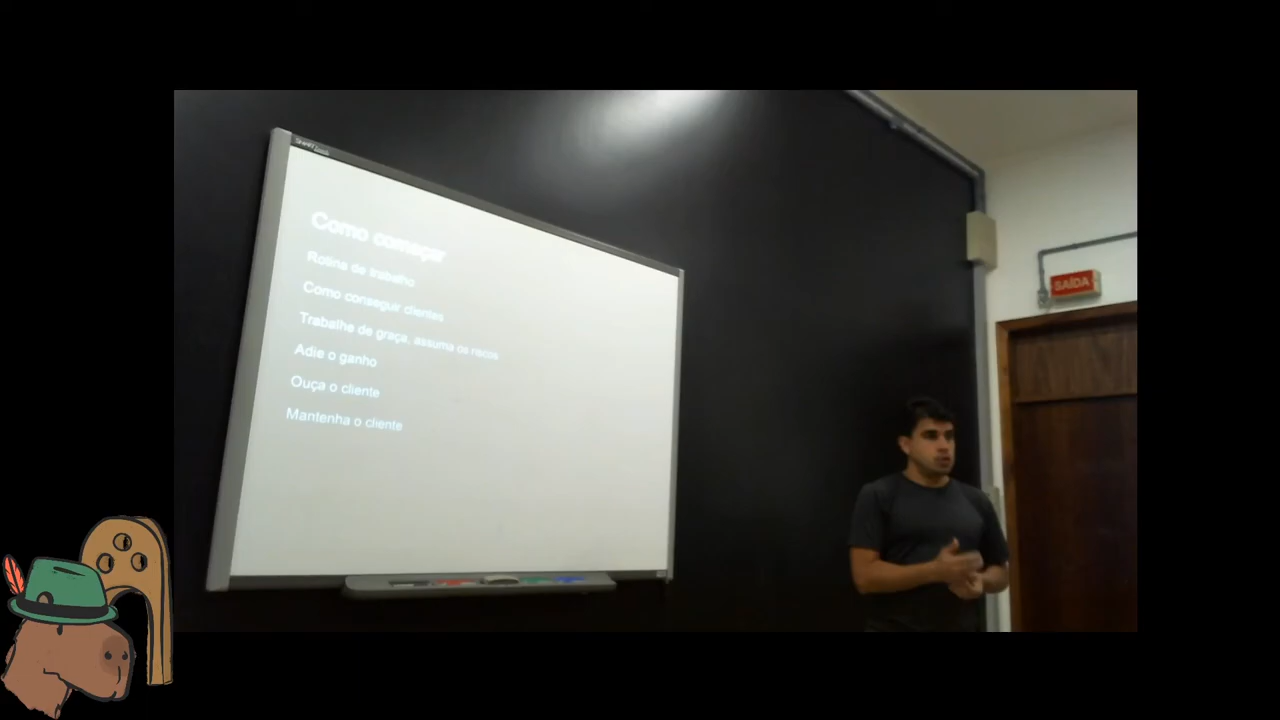 Como começar
Rotina de trabalho
Como conseguir clientes
Trabalhe de graça, assuma os riscos
Adie o ganho
Ouça o cliente
Mantenha o cliente
SAÍDA